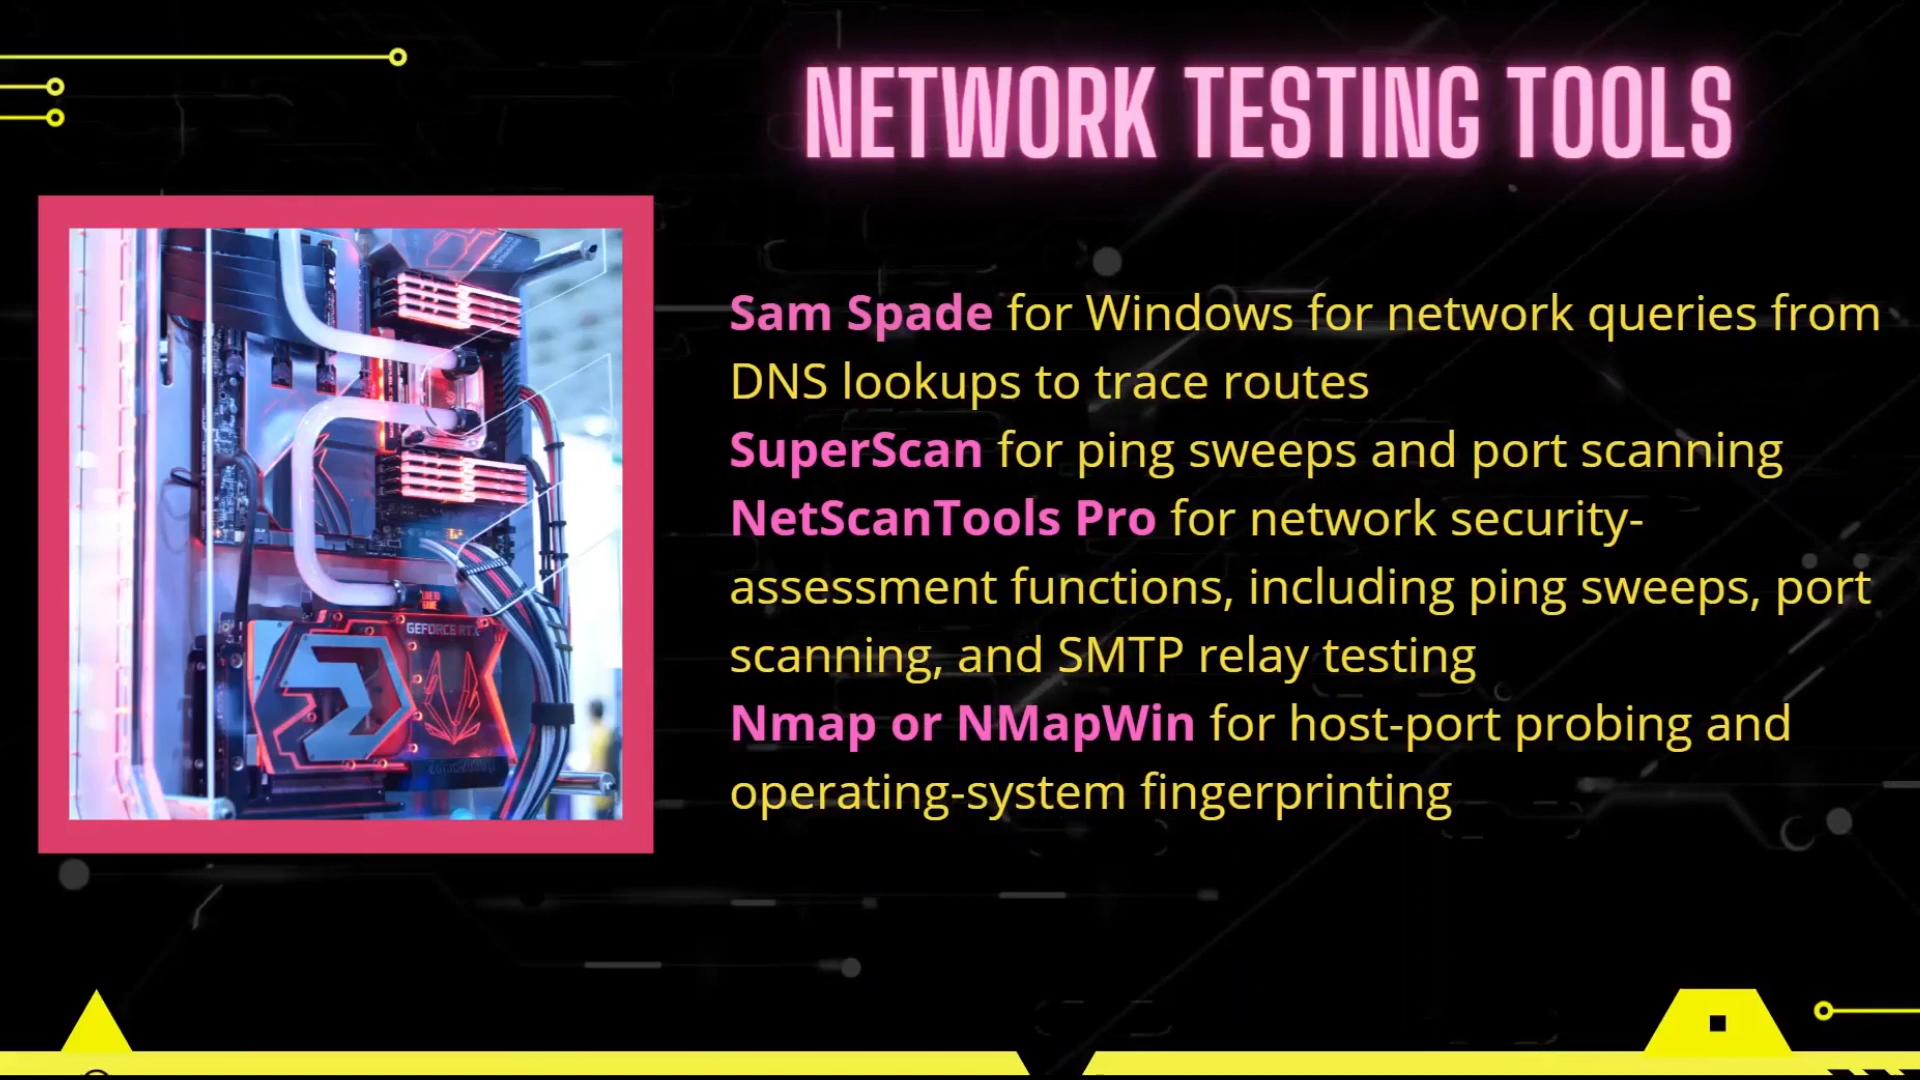 NETWORK TESTING TOOLS
Sam Spade for Windows for network queries from
DNS lookups to trace routes
SuperScan for ping sweeps and port scanning
NetScanTools Pro for network security-
assessment functions, including ping sweeps, port
scanning, and SMTP relay testing
Nmap or NMapWin for host-port probing and
operating-system fingerprinting
GEFORCE RTX